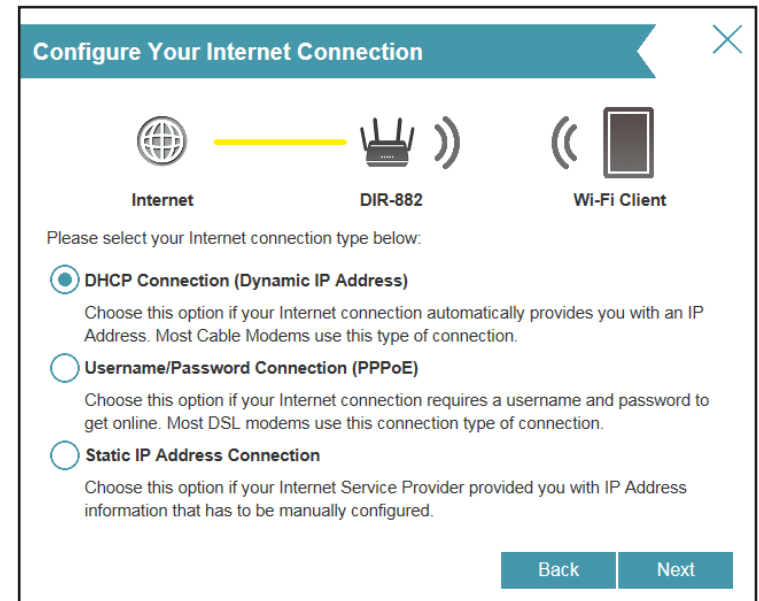 Configure Your Internet Connection
Internet
DIR-882
Wi-Fi Client
Please select your Internet connection type below:
DHCP Connection (Dynamic IP Address)
Choose this option if your Internet connection automatically provides you with an IP
Address. Most Cable Modems use this type of connection.
Username/Password Connection (PPPoE)
Choose this option if your Internet connection requires a username and password to
get online. Most DSL modems use this connection type of connection.
Static IP Address Connection
Choose this option if your Internet Service Provider provided you with IP Address
information that has to be manually configured.
Back
Next